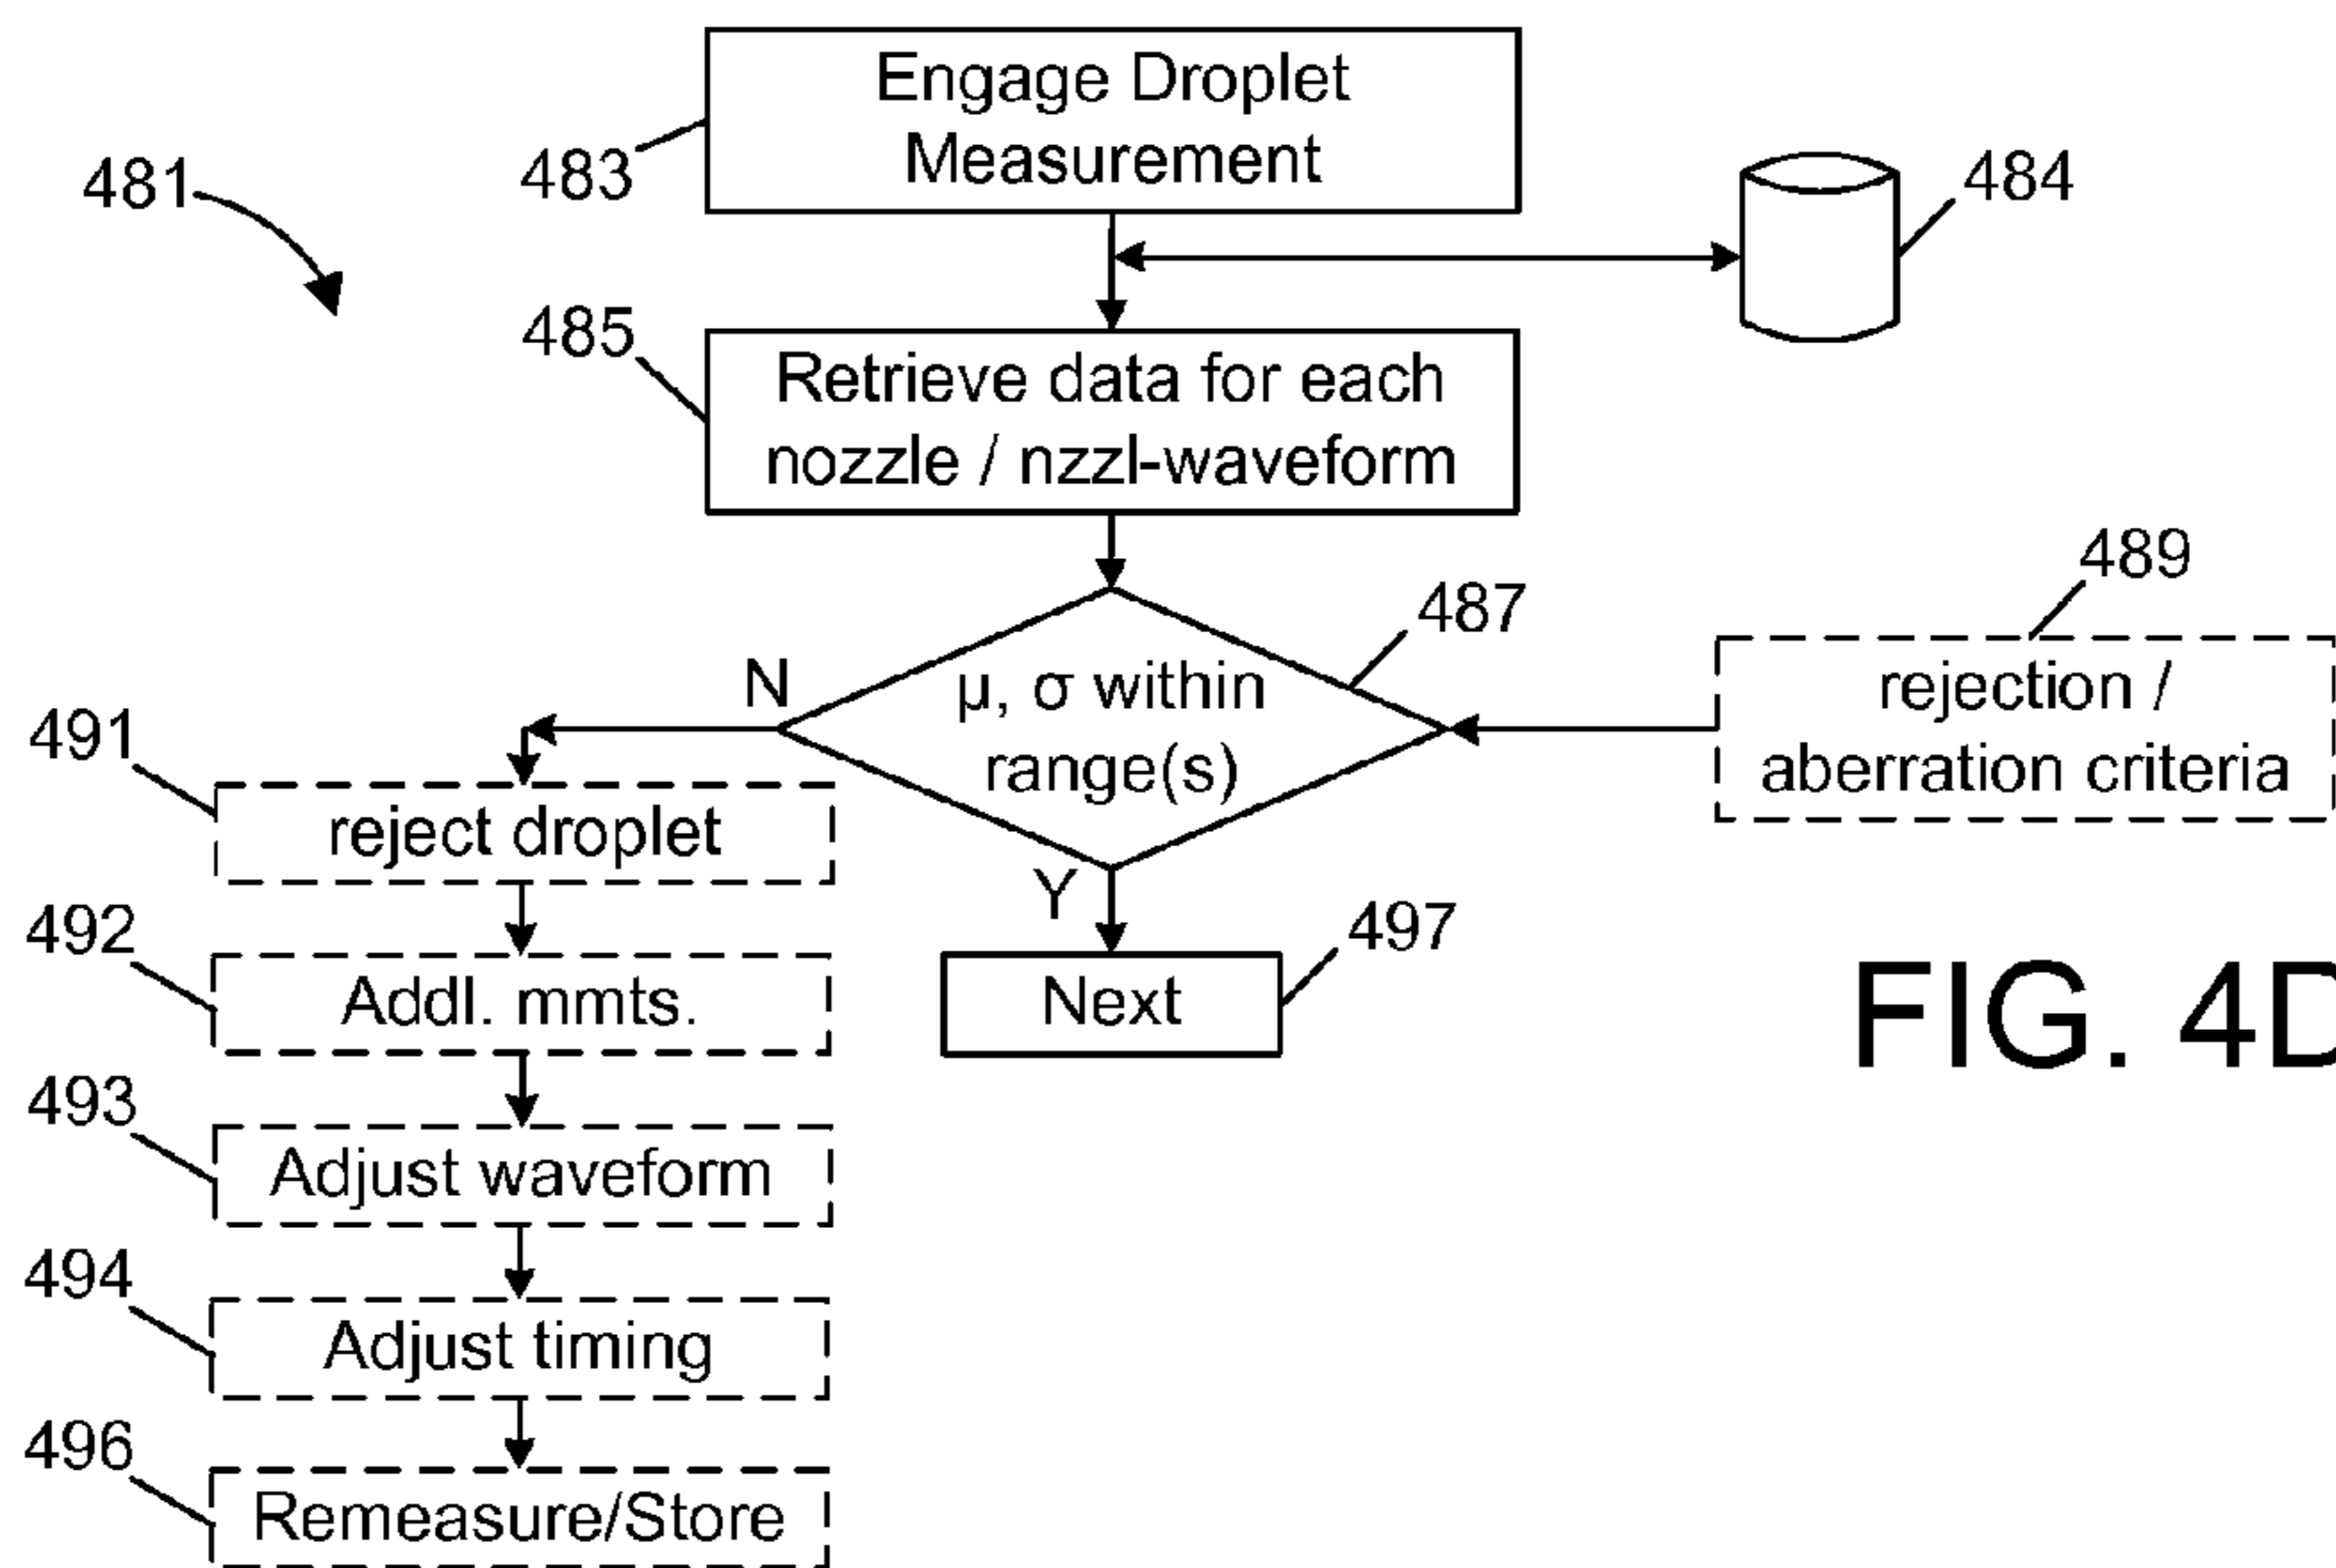 Engage Droplet
Measurement
481
483
484
485
Retrieve data for each
nozzle / nzzl-waveform
487
489
µ, σ within
range(s)
rejection /
aberration criteria
N
Y
491
reject droplet
492
Addl. mmts.
497
Next
FIG. 4D
493
Adjust waveform
494
Adjust timing
496
Remeasure/Store